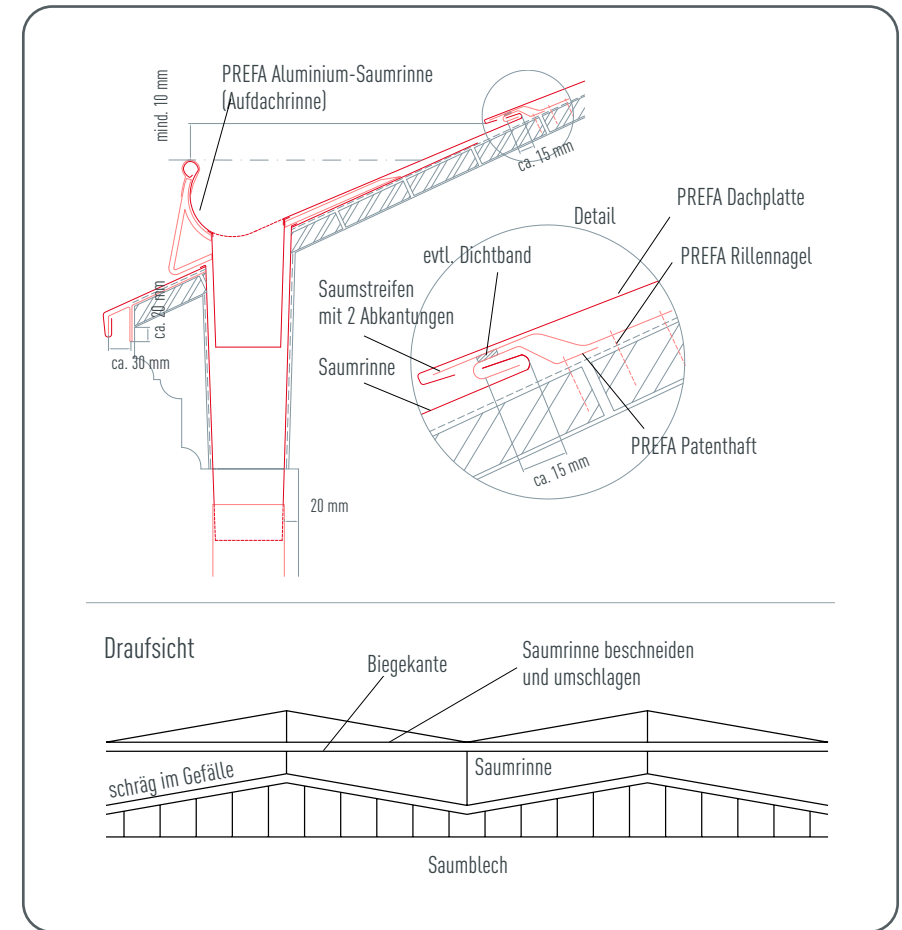 PREFA Aluminium-Saumrinne
(Aufdachrinne)
mind. 10 mm
ca. 15 mm
PREFA Dachplatte
Detail
evtl. Dichtband
PREFA Rillennagel
Saumstreifen
mit 2 Abkantungen
Saumrinne
ca. 20 mm
ca. 30 mm
PREFA Patenthaft
ca. 15 mm
20 mm
Draufsicht
Biegekante
Saumrinne beschneiden
und umschlagen
schräg im Gefälle
Saumrinne
Saumblech